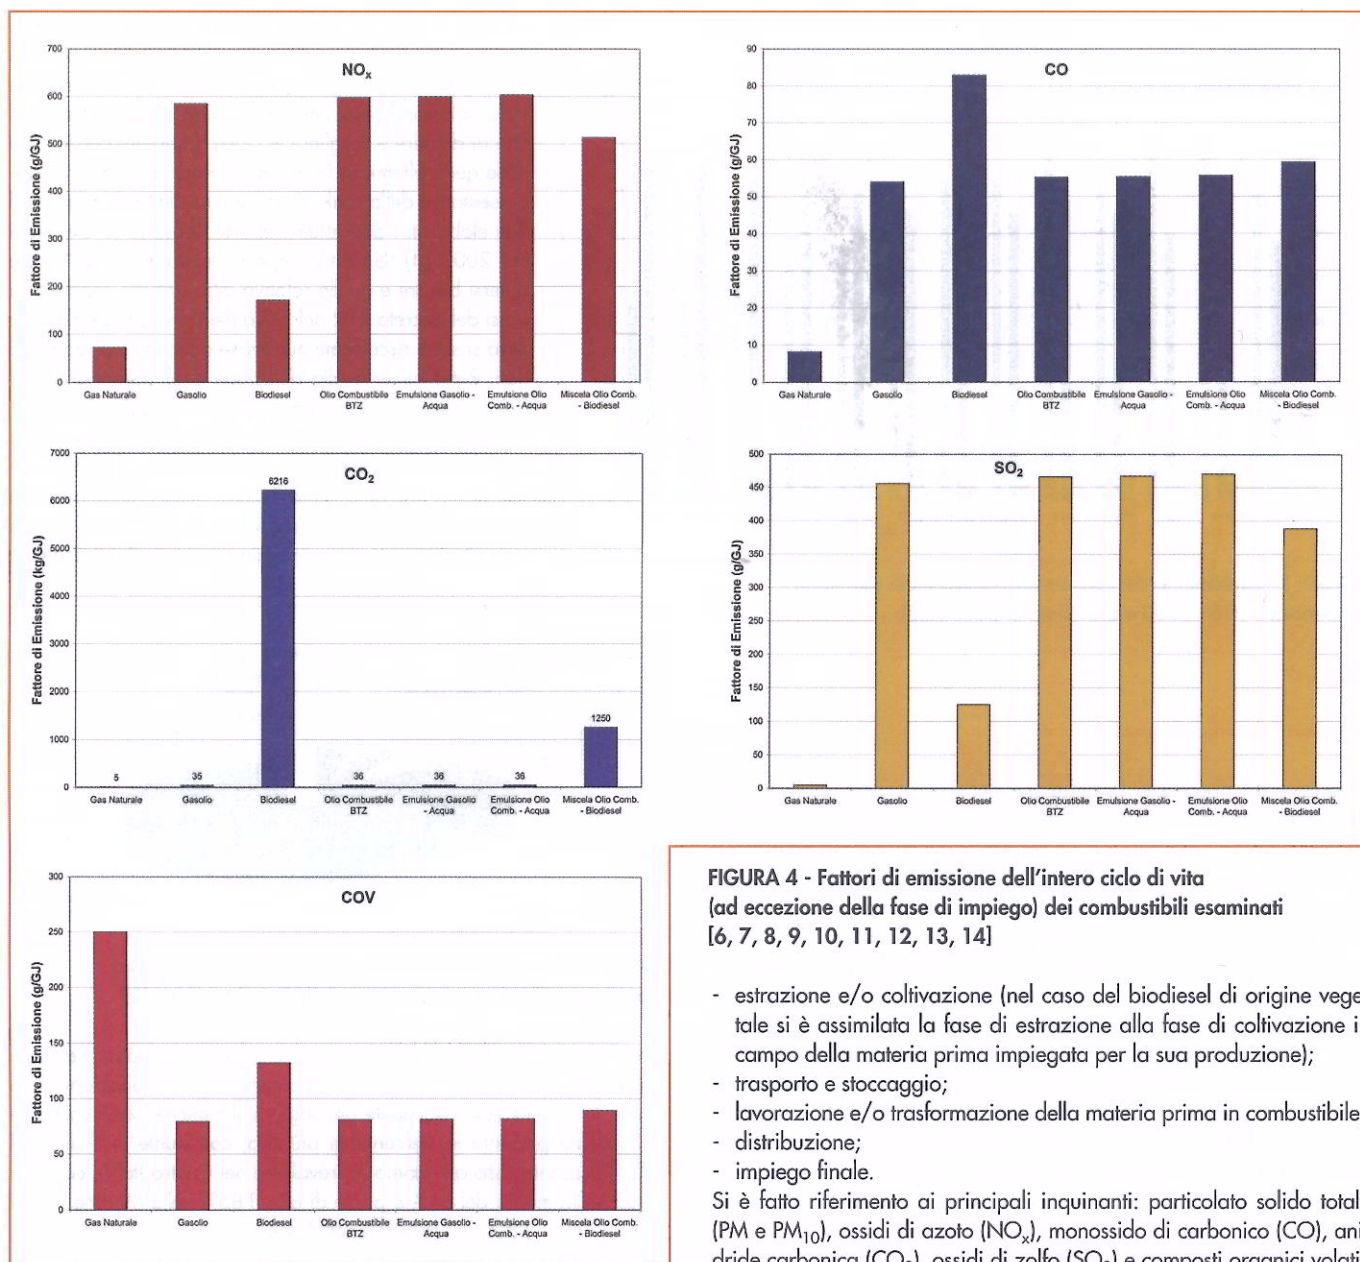 NOx
Fattore di Emissione (g/GJ)
700
600
500
400
300
200
100
0
Gas Naturale Gasolio Biodiesel Olio Combustibile BTZ Emulsione Gasolio - Acqua Emulsione Olio Comb. - Acqua Miscela Olio Comb. - Biodiesel
CO
Fattore di Emissione (g/GJ)
90
80
70
60
50
40
30
20
10
0
Gas Naturale Gasolio Biodiesel Olio Combustibile BTZ Emulsione Gasolio - Acqua Emulsione Olio Comb. - Acqua Miscela Olio Comb. - Biodiesel
CO2
Fattore di Emissione (kg/GJ)
7000
6000
5000
4000
3000
2000
1000
0
5 35 6216 36 36 36 1250
Gas Naturale Gasolio Biodiesel Olio Combustibile BTZ Emulsione Gasolio - Acqua Emulsione Olio Comb. - Acqua Miscela Olio Comb. - Biodiesel
SO2
Fattore di Emissione (g/GJ)
500
450
400
350
300
250
200
150
100
50
0
Gas Naturale Gasolio Biodiesel Olio Combustibile BTZ Emulsione Gasolio - Acqua Emulsione Olio Comb. - Acqua Miscela Olio Comb. - Biodiesel
COV
Fattore di Emissione (g/GJ)
300
250
200
150
100
50
0
Gas Naturale Gasolio Biodiesel Olio Combustibile BTZ Emulsione Gasolio - Acqua Emulsione Olio Comb. - Acqua Miscela Olio Comb. - Biodiesel
FIGURA 4 - Fattori di emissione dell'intero ciclo di vita
(ad eccezione della fase di impiego) dei combustibili esaminati
[6, 7, 8, 9, 10, 11, 12, 13, 14]
- estrazione e/o coltivazione (nel caso del biodiesel di origine vege
tale si è assimilata la fase di estrazione alla fase di coltivazione i
campo della materia prima impiegata per la sua produzione);
- trasporto e stoccaggio;
- lavorazione e/o trasformazione della materia prima in combustibile
- distribuzione;
- impiego finale.
Si è fatto riferimento ai principali inquinanti: particolato solido total
(PM e PM10), ossidi di azoto (NOx), monossido di carbonico (CO), ani
dride carbonica (CO2), ossidi di zolfo (SO2) e composti organici volati